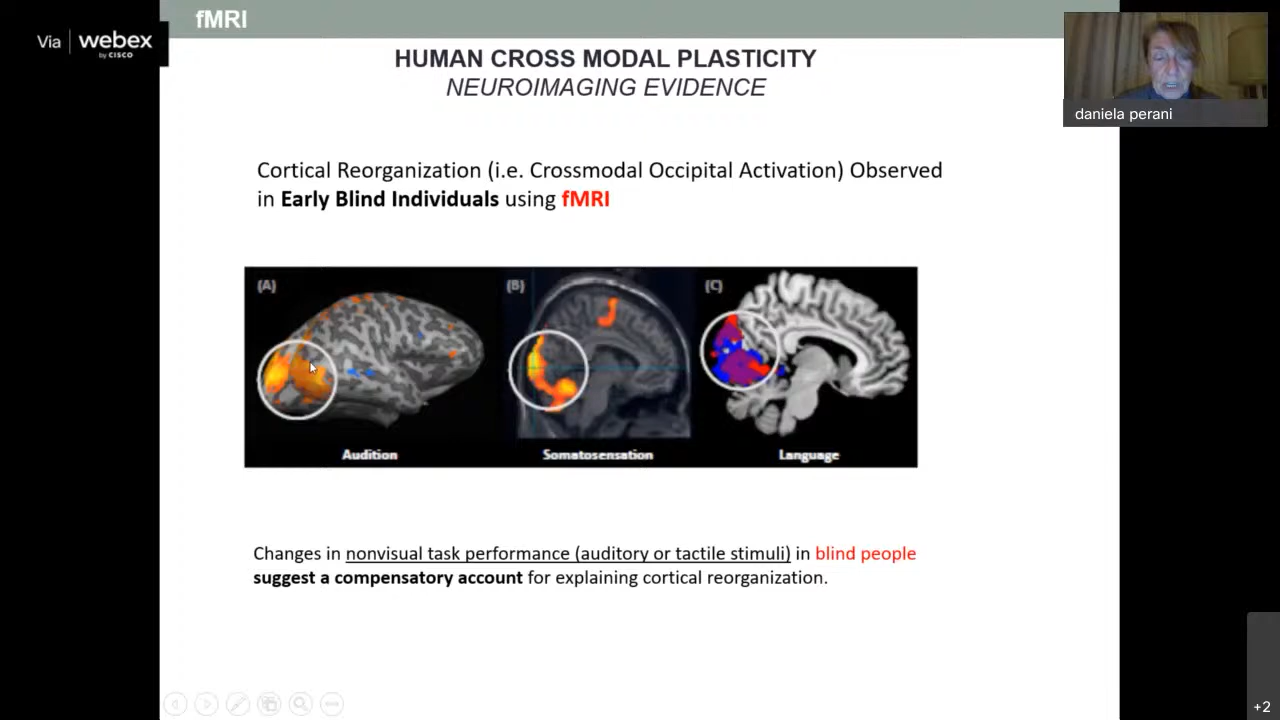 fMRI
Via webex
by CISCO
HUMAN CROSS MODAL PLASTICITY
NEUROIMAGING EVIDENCE
daniela perani
Cortical Reorganization (i.e. Crossmodal Occipital Activation) Observed
in Early Blind Individuals using fMRI
(A) (B) (C)
Audition Somatosensation Language
Changes in nonvisual task performance (auditory or tactile stimuli) in blind people
suggest a compensatory account for explaining cortical reorganization.
+2